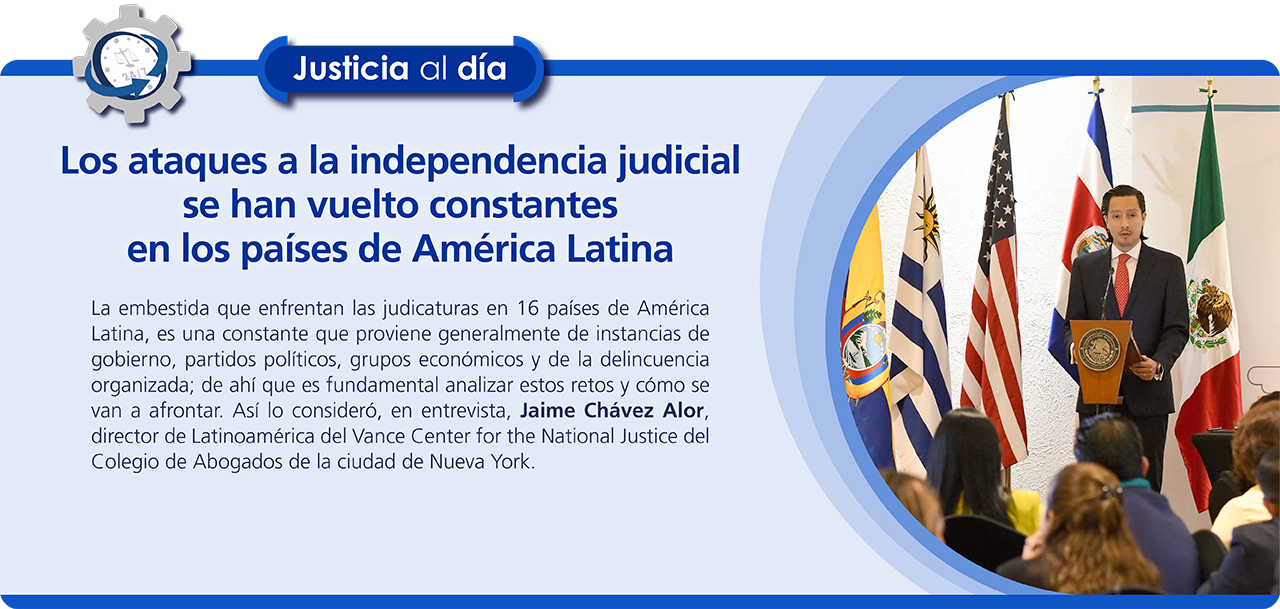 24/7
Justicia al día
Los ataques a la independencia judicial
se han vuelto constantes
en los países de América Latina
La embestida que enfrentan las judicaturas en 16 países de América
Latina, es una constante que proviene generalmente de instancias de
gobierno, partidos políticos, grupos económicos y de la delincuencia
organizada; de ahí que es fundamental analizar estos retos y cómo se
van a afrontar. Así lo consideró, en entrevista, Jaime Chávez Alor,
director de Latinoamérica del Vance Center for the National Justice del
Colegio de Abogados de la ciudad de Nueva York.